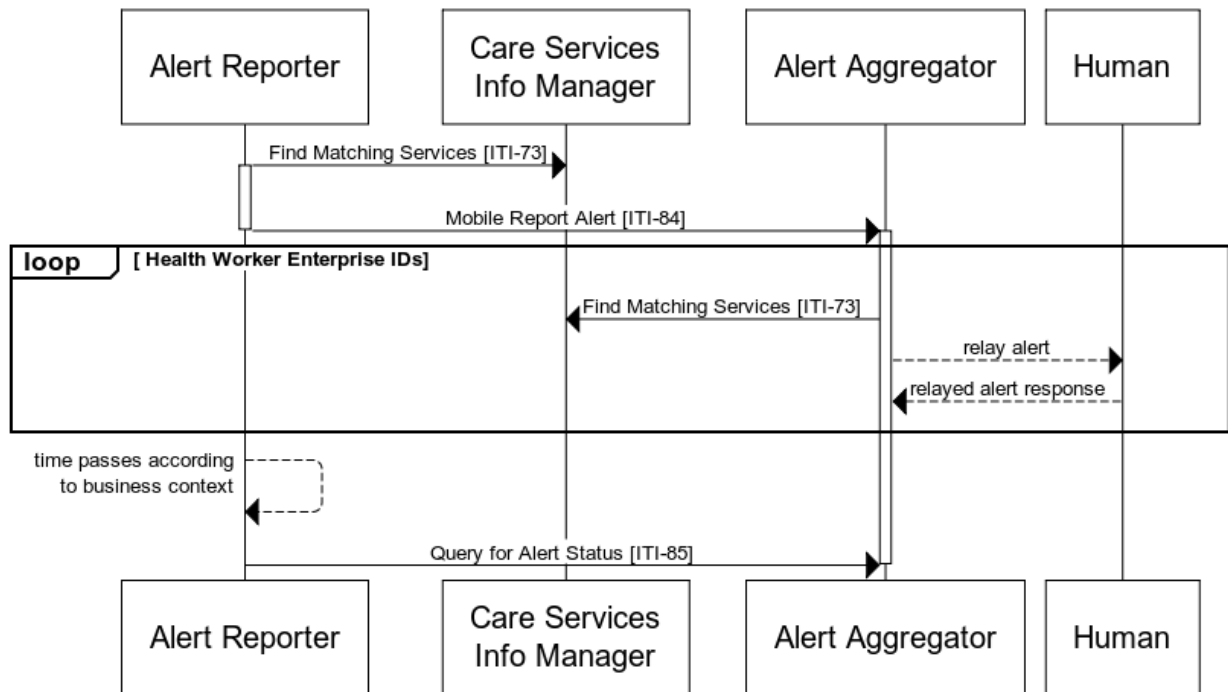 Alert Reporter
Care Services
Info Manager
Alert Aggregator
Human
Find Matching Services [ITI-73]
Mobile Report Alert [ITI-84]
loop
[ Health Worker Enterprise IDs]
Find Matching Services [ITI-73]
relay alert
relayed alert response
time passes according
to business context
Query for Alert Status [ITI-85]
Alert Reporter
Care Services
Info Manager
Alert Aggregator
Human